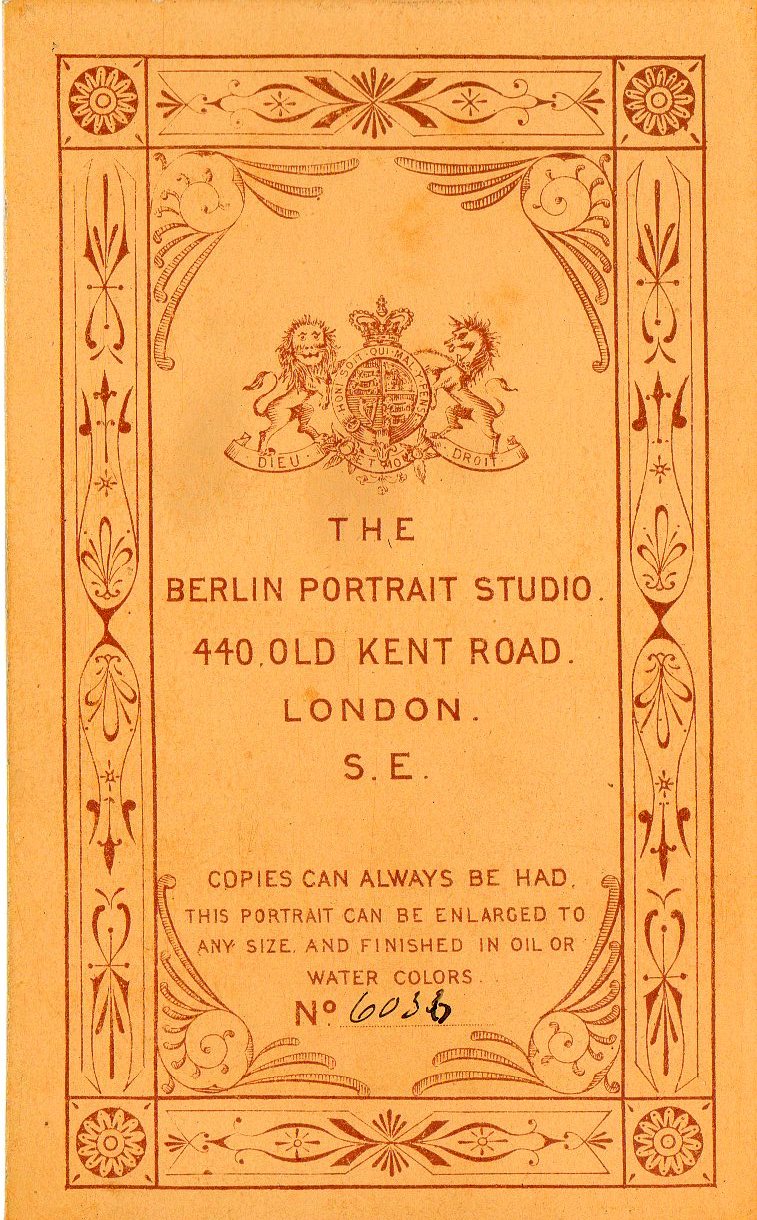 HONI SOIT QUI MAL Y PENS
DIEU ET MON DROIT
THE
BERLIN PORTRAIT STUDIO.
440, OLD KENT ROAD.
LONDON.
S.E.
COPIES CAN ALWAYS BE HAD.
THIS PORTRAIT CAN BE ENLARGED TO
ANY SIZE. AND FINISHED IN OIL OR
WATER COLORS.
No.